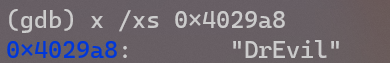 (gdb) x /xs 0x4029a8
0x4029a8:       "DrEvil"